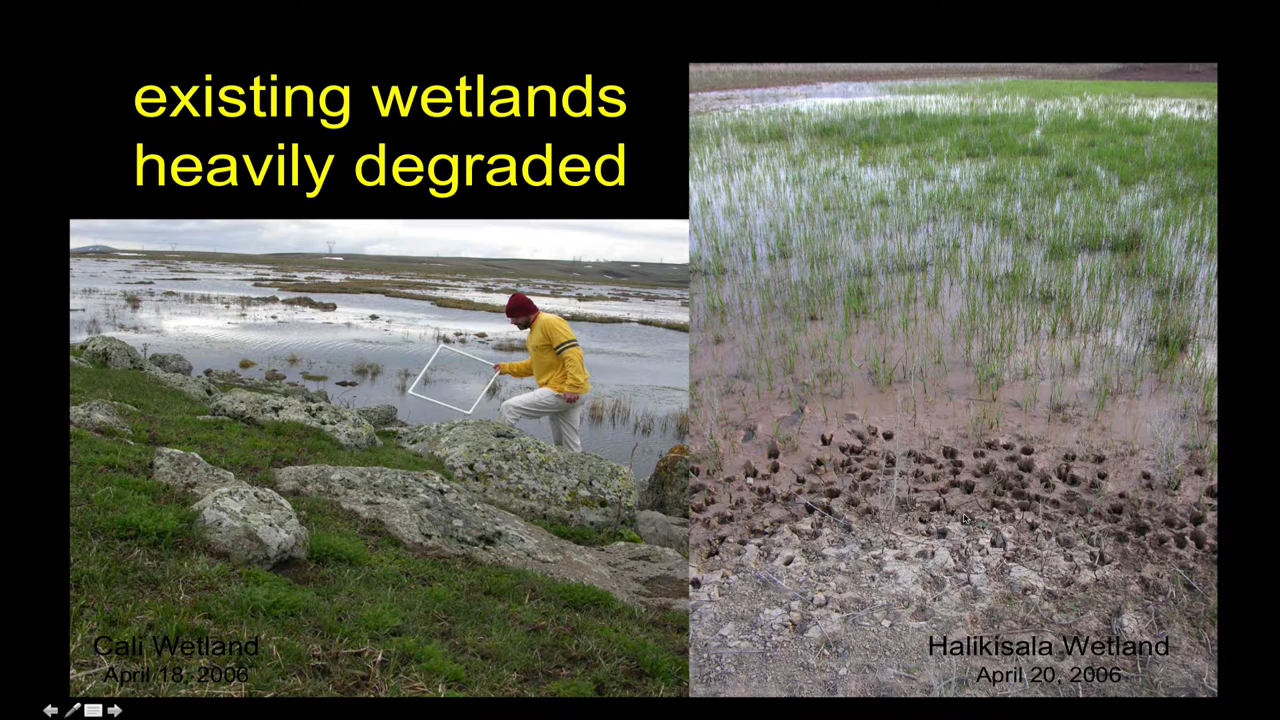 existing wetlands
heavily degraded
Cali Wetland
April 18, 2006
Halikisala Wetland
April 20, 2006